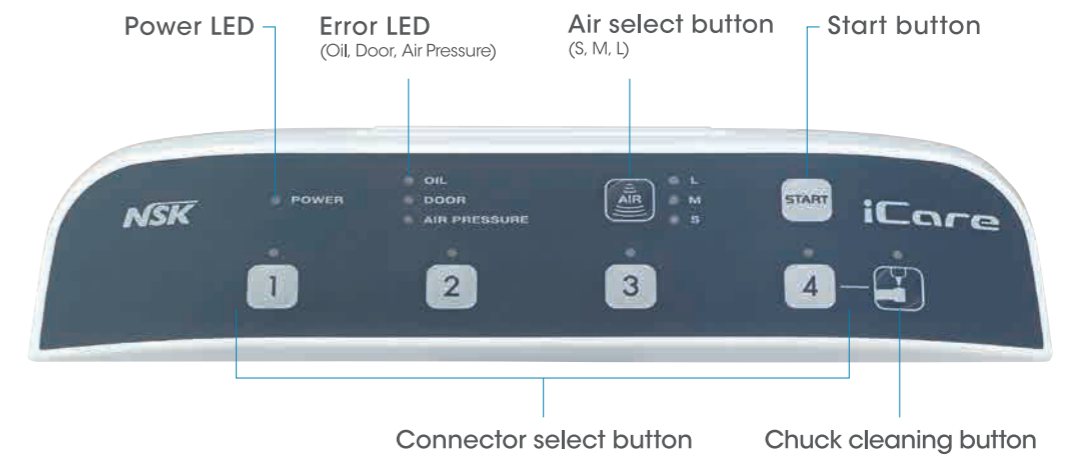 Power LED
Error LED
(Oil, Door, Air Pressure)
Air select button
(S, M, L)
Start button
NSK
POWER
OIL
DOOR
AIR PRESSURE
AIR
L
M
S
START
iCare
1
2
3
4
Connector select button
Chuck cleaning button